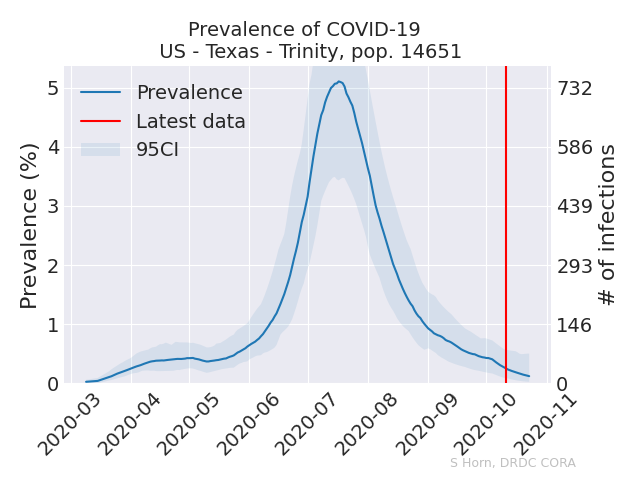 Prevalence of COVID-19
US - Texas - Trinity, pop. 14651
Prevalence
Latest data
95CI
Prevalence (%)
5
4
3
2
1
0
732
586
439
293
146
0
# of infections
2020-03
2020-04
2020-05
2020-06
2020-07
2020-08
2020-09
2020-10
2020-11
S Horn, DRDC CORA